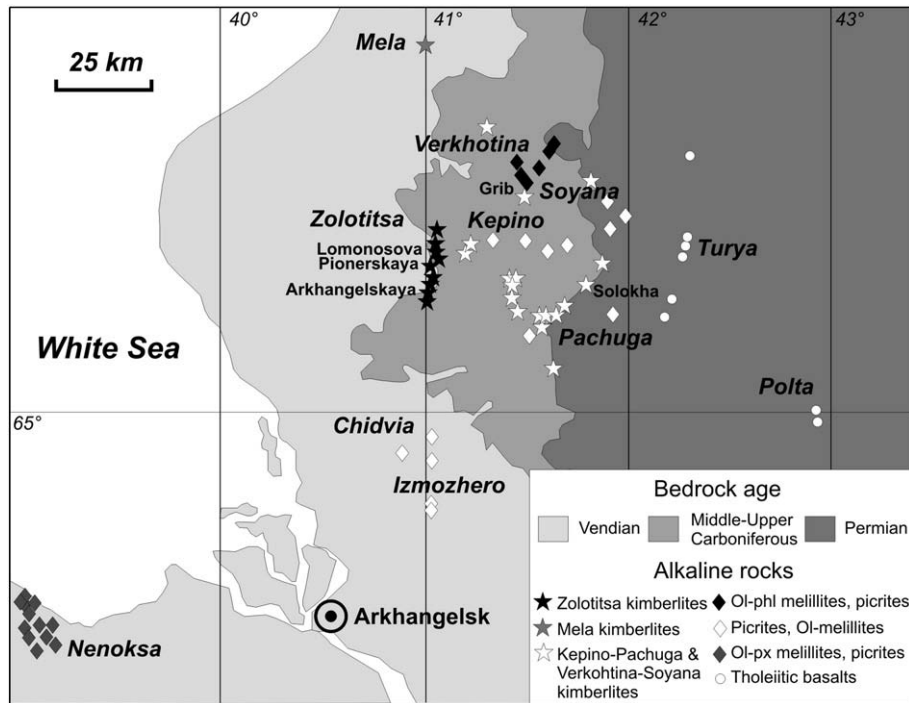 40° 41° 42° 43°
Mela
25 km
Verkhotina
Grib
Soyana
Zolotitsa
Kepino
Lomonosova
Pionerskaya
Turya
Arkhangelskaya
Solokha
White Sea
Pachuga
Polta
65°
Chidvia
Izmozhero
Arkhangelsk
Nenoksa
Bedrock age
Vendian
Middle-Upper
Carboniferous
Permian
Alkaline rocks
Zolotitsa kimberlites
Mela kimberlites
Kepino-Pachuga &
Verkohtina-Soyana
kimberlites
Ol-phl melillites, picrites
Picrites, Ol-melillites
Ol-px melillites, picrites
Tholeiitic basalts